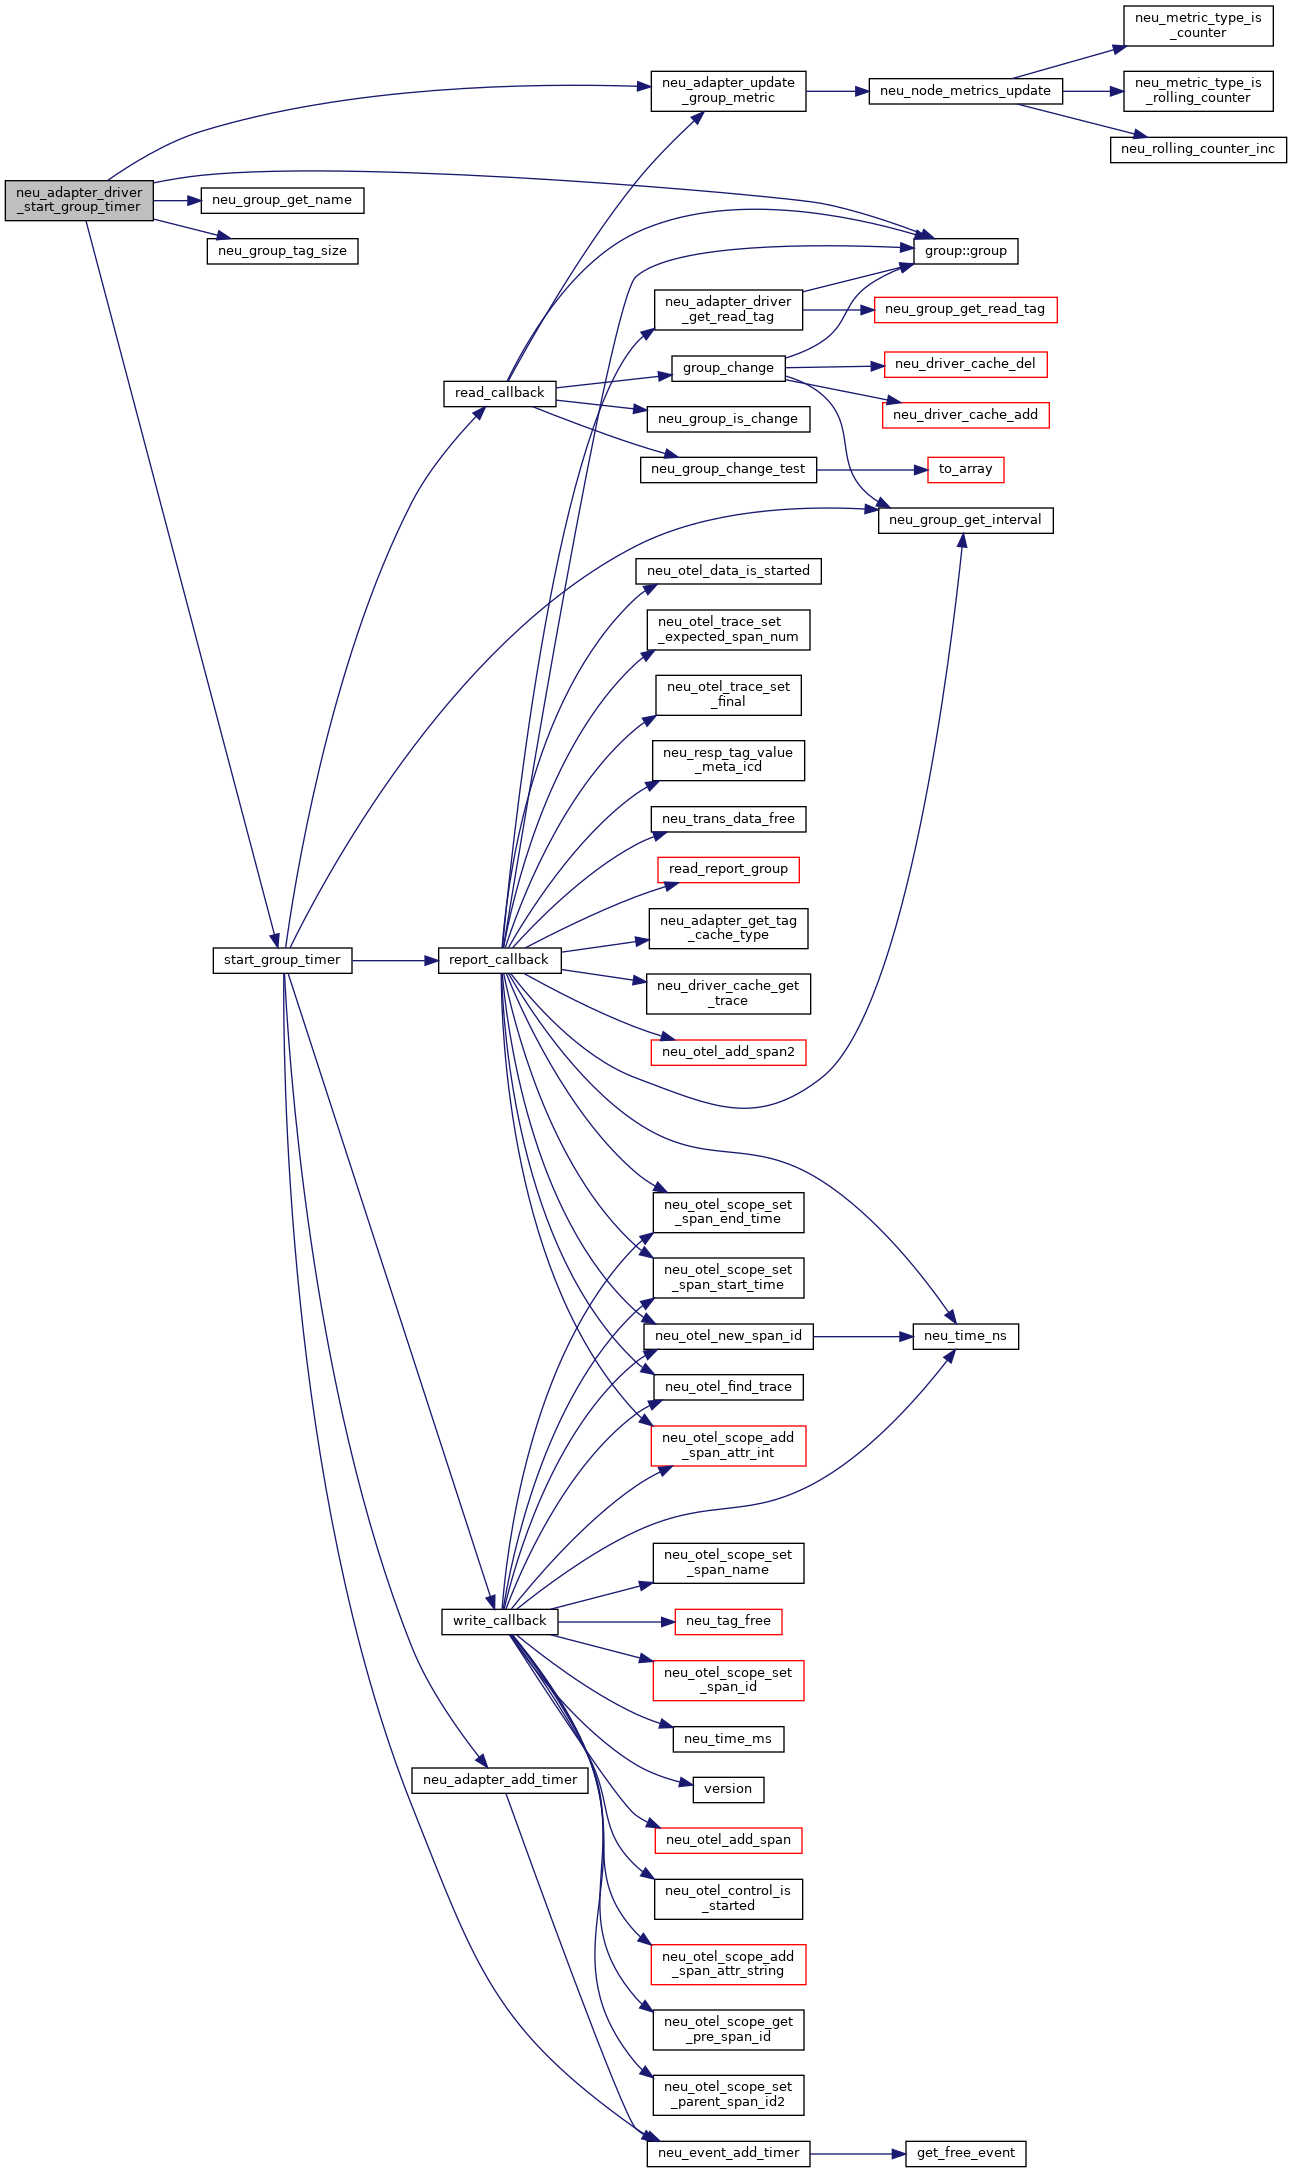 neu_metric_type_is
_counter
neu_adapter_update
_group_metric
neu_node_metrics_update
neu_metric_type_is
_rolling_counter
neu_rolling_counter_inc
neu_adapter_driver
_start_group_timer
neu_group_get_name
neu_group_tag_size
group::group
neu_adapter_driver
_get_read_tag
neu_group_get_read_tag
group_change
neu_driver_cache_del
read_callback
neu_group_is_change
neu_driver_cache_add
neu_group_change_test
to_array
neu_group_get_interval
neu_otel_data_is_started
neu_otel_trace_set
_expected_span_num
neu_otel_trace_set
_final
neu_resp_tag_value
_meta_icd
neu_trans_data_free
read_report_group
neu_adapter_get_tag
_cache_type
start_group_timer
report_callback
neu_driver_cache_get
_trace
neu_otel_add_span2
neu_otel_scope_set
_span_end_time
neu_otel_scope_set
_span_start_time
neu_otel_new_span_id
neu_time_ns
neu_otel_find_trace
neu_otel_scope_add
_span_attr_int
neu_otel_scope_set
_span_name
write_callback
neu_tag_free
neu_otel_scope_set
_span_id
neu_time_ms
neu_adapter_add_timer
version
neu_otel_add_span
neu_otel_control_is
_started
neu_otel_scope_add
_span_attr_string
neu_otel_scope_get
_pre_span_id
neu_otel_scope_set
_parent_span_id2
neu_event_add_timer
get_free_event